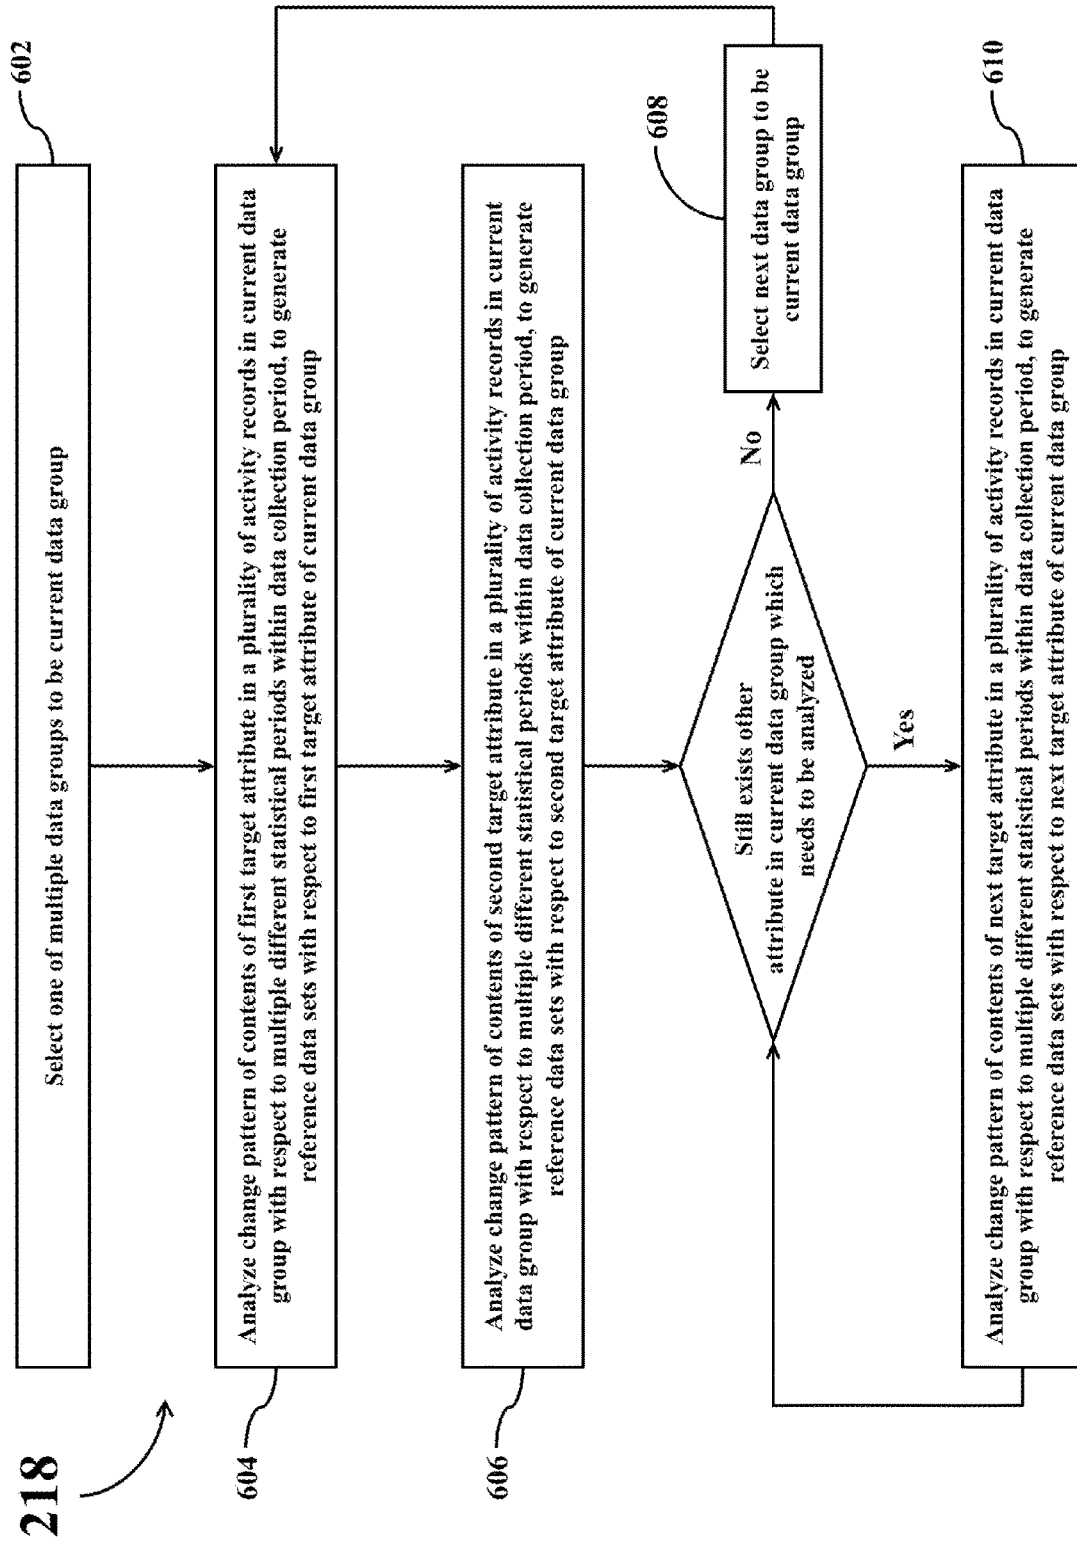 218
602
Select one of multiple data groups to be current data group
604
Analyze change pattern of contents of first target attribute in a plurality of activity records in current data
group with respect to multiple different statistical periods within data collection period, to generate
reference data sets with respect to first target attribute of current data group
606
Analyze change pattern of contents of second target attribute in a plurality of activity records in current
data group with respect to multiple different statistical periods within data collection period, to generate
reference data sets with respect to second target attribute of current data group
Still exists other
attribute in current data group which
needs to be analyzed
No
608
Select next data group to be
current data group
Yes
610
Analyze change pattern of contents of next target attribute in a plurality of activity records in current data
group with respect to multiple different statistical periods within data collection period, to generate
reference data sets with respect to next target attribute of current data group